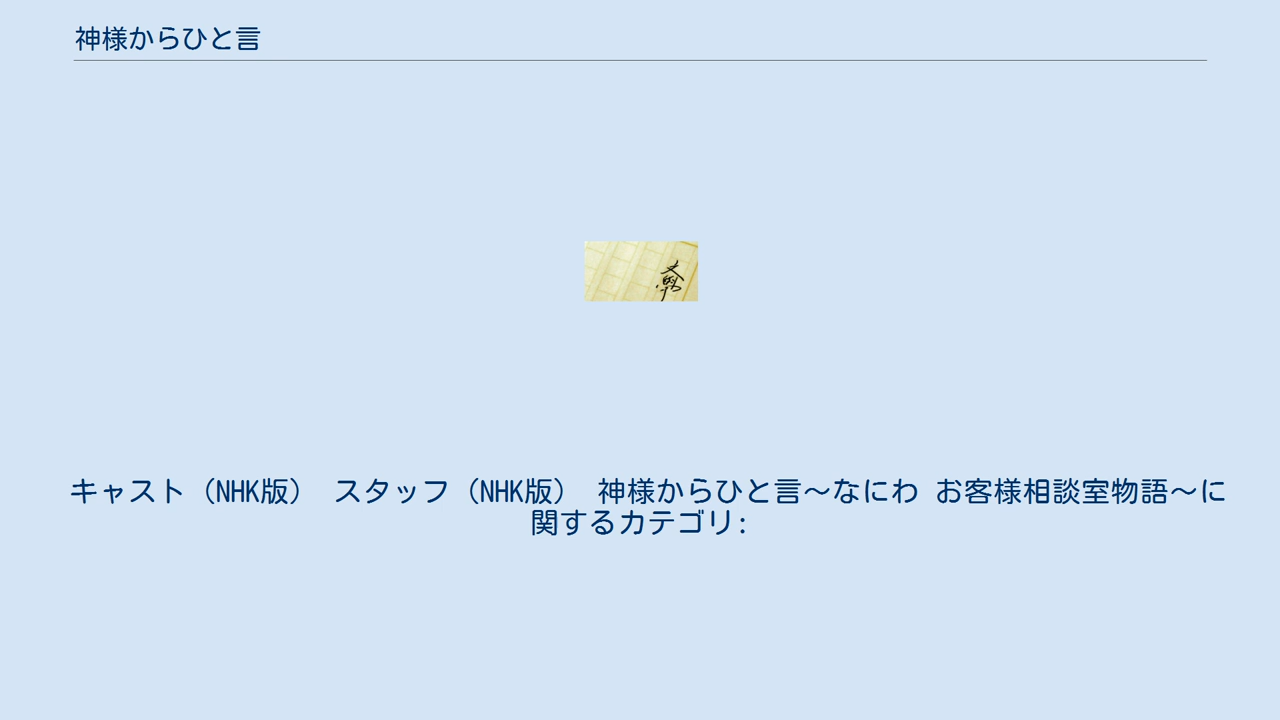 神様からひと言
キャスト（NHK版）　スタッフ（NHK版）　神様からひと言〜なにわ お客様相談室物語〜に
関するカテゴリ: